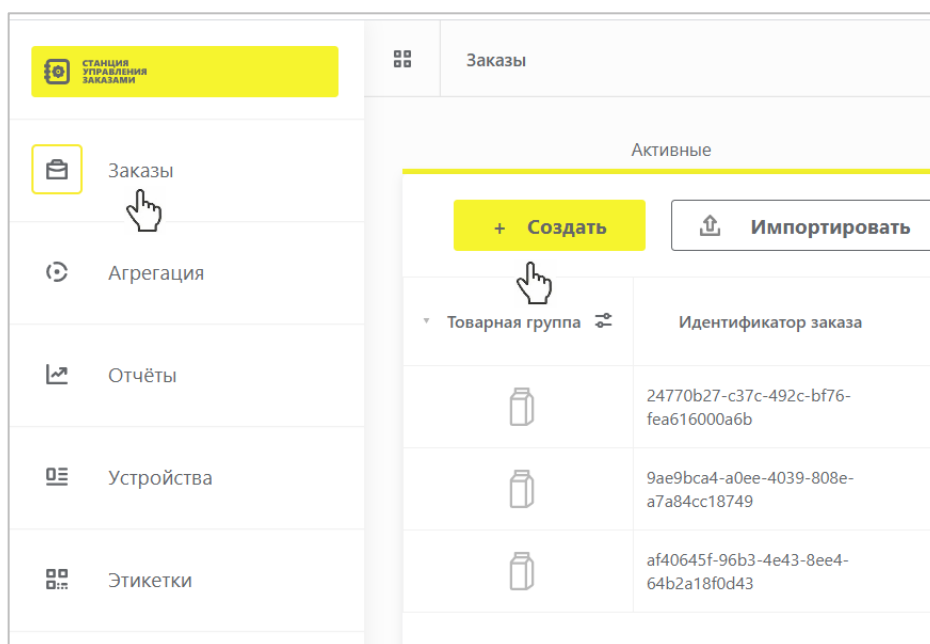 СТАНЦИЯ
УПРАВЛЕНИЯ
ЗАКАЗАМИ
Заказы
Агрегация
Отчёты
Устройства
Этикетки
Заказы
Активные
+ Создать
Импортировать
Товарная группа
Идентификатор заказа
24770b27-c37c-492c-bf76-
fea616000a6b
9ae9bca4-a0ee-4039-808e-
a7a84cc18749
af40645f-96b3-4e43-8ee4-
64b2a18f0d43